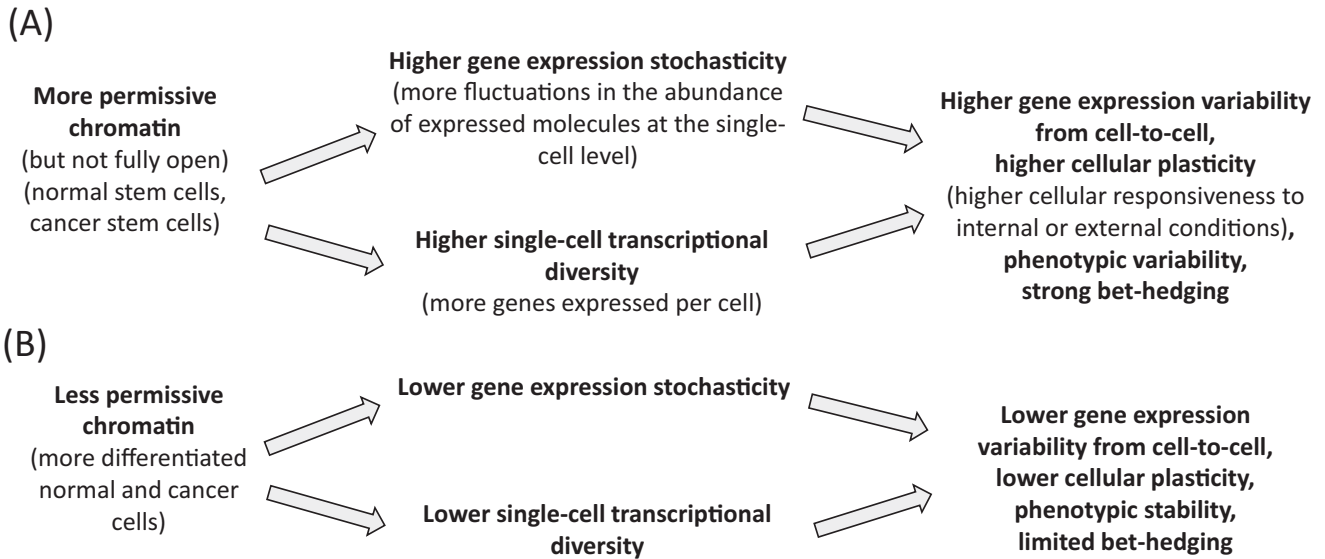 (A)
More permissive
chromatin
(but not fully open)
(normal stem cells,
cancer stem cells)
Higher gene expression stochasticity
(more fluctuations in the abundance
of expressed molecules at the single-
cell level)
Higher single-cell transcriptional
diversity
(more genes expressed per cell)
Higher gene expression variability
from cell-to-cell,
higher cellular plasticity
(higher cellular responsiveness to
internal or external conditions),
phenotypic variability,
strong bet-hedging
(B)
Less permissive
chromatin
(more differentiated
normal and cancer
cells)
Lower gene expression stochasticity
Lower single-cell transcriptional
diversity
Lower gene expression
variability from cell-to-cell,
lower cellular plasticity,
phenotypic stability,
limited bet-hedging